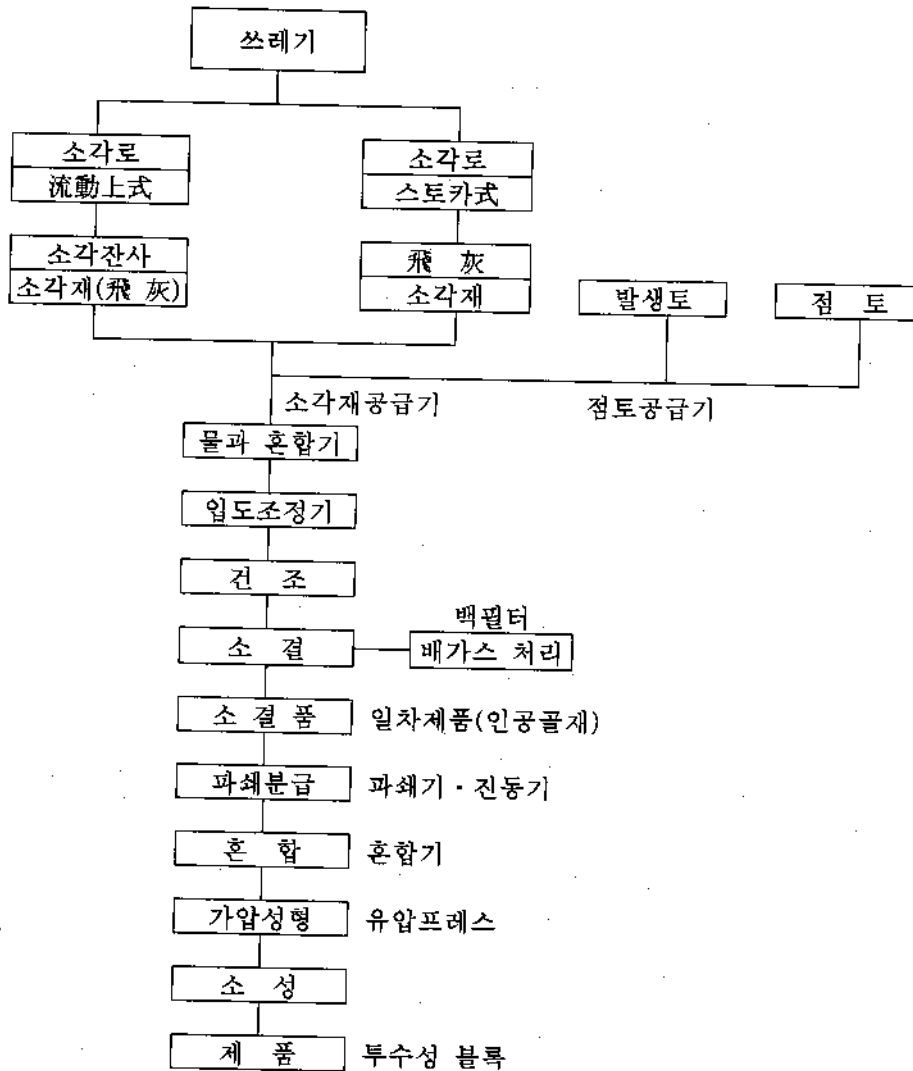 쓰레기
소각로
流動上式
소각로
스토카式
소각잔사
소각재(飛 灰)
飛 灰
소각재
발생토
점 토
소각재공급기
점토공급기
물과 혼합기
입도조정기
건 조
백필터
소 결
배가스 처리
소 결 품 일차제품(인공골재)
파쇄분급 파쇄기·진동기
혼 합 혼합기
가압성형 유압프레스
소 성
제 품 투수성 블록